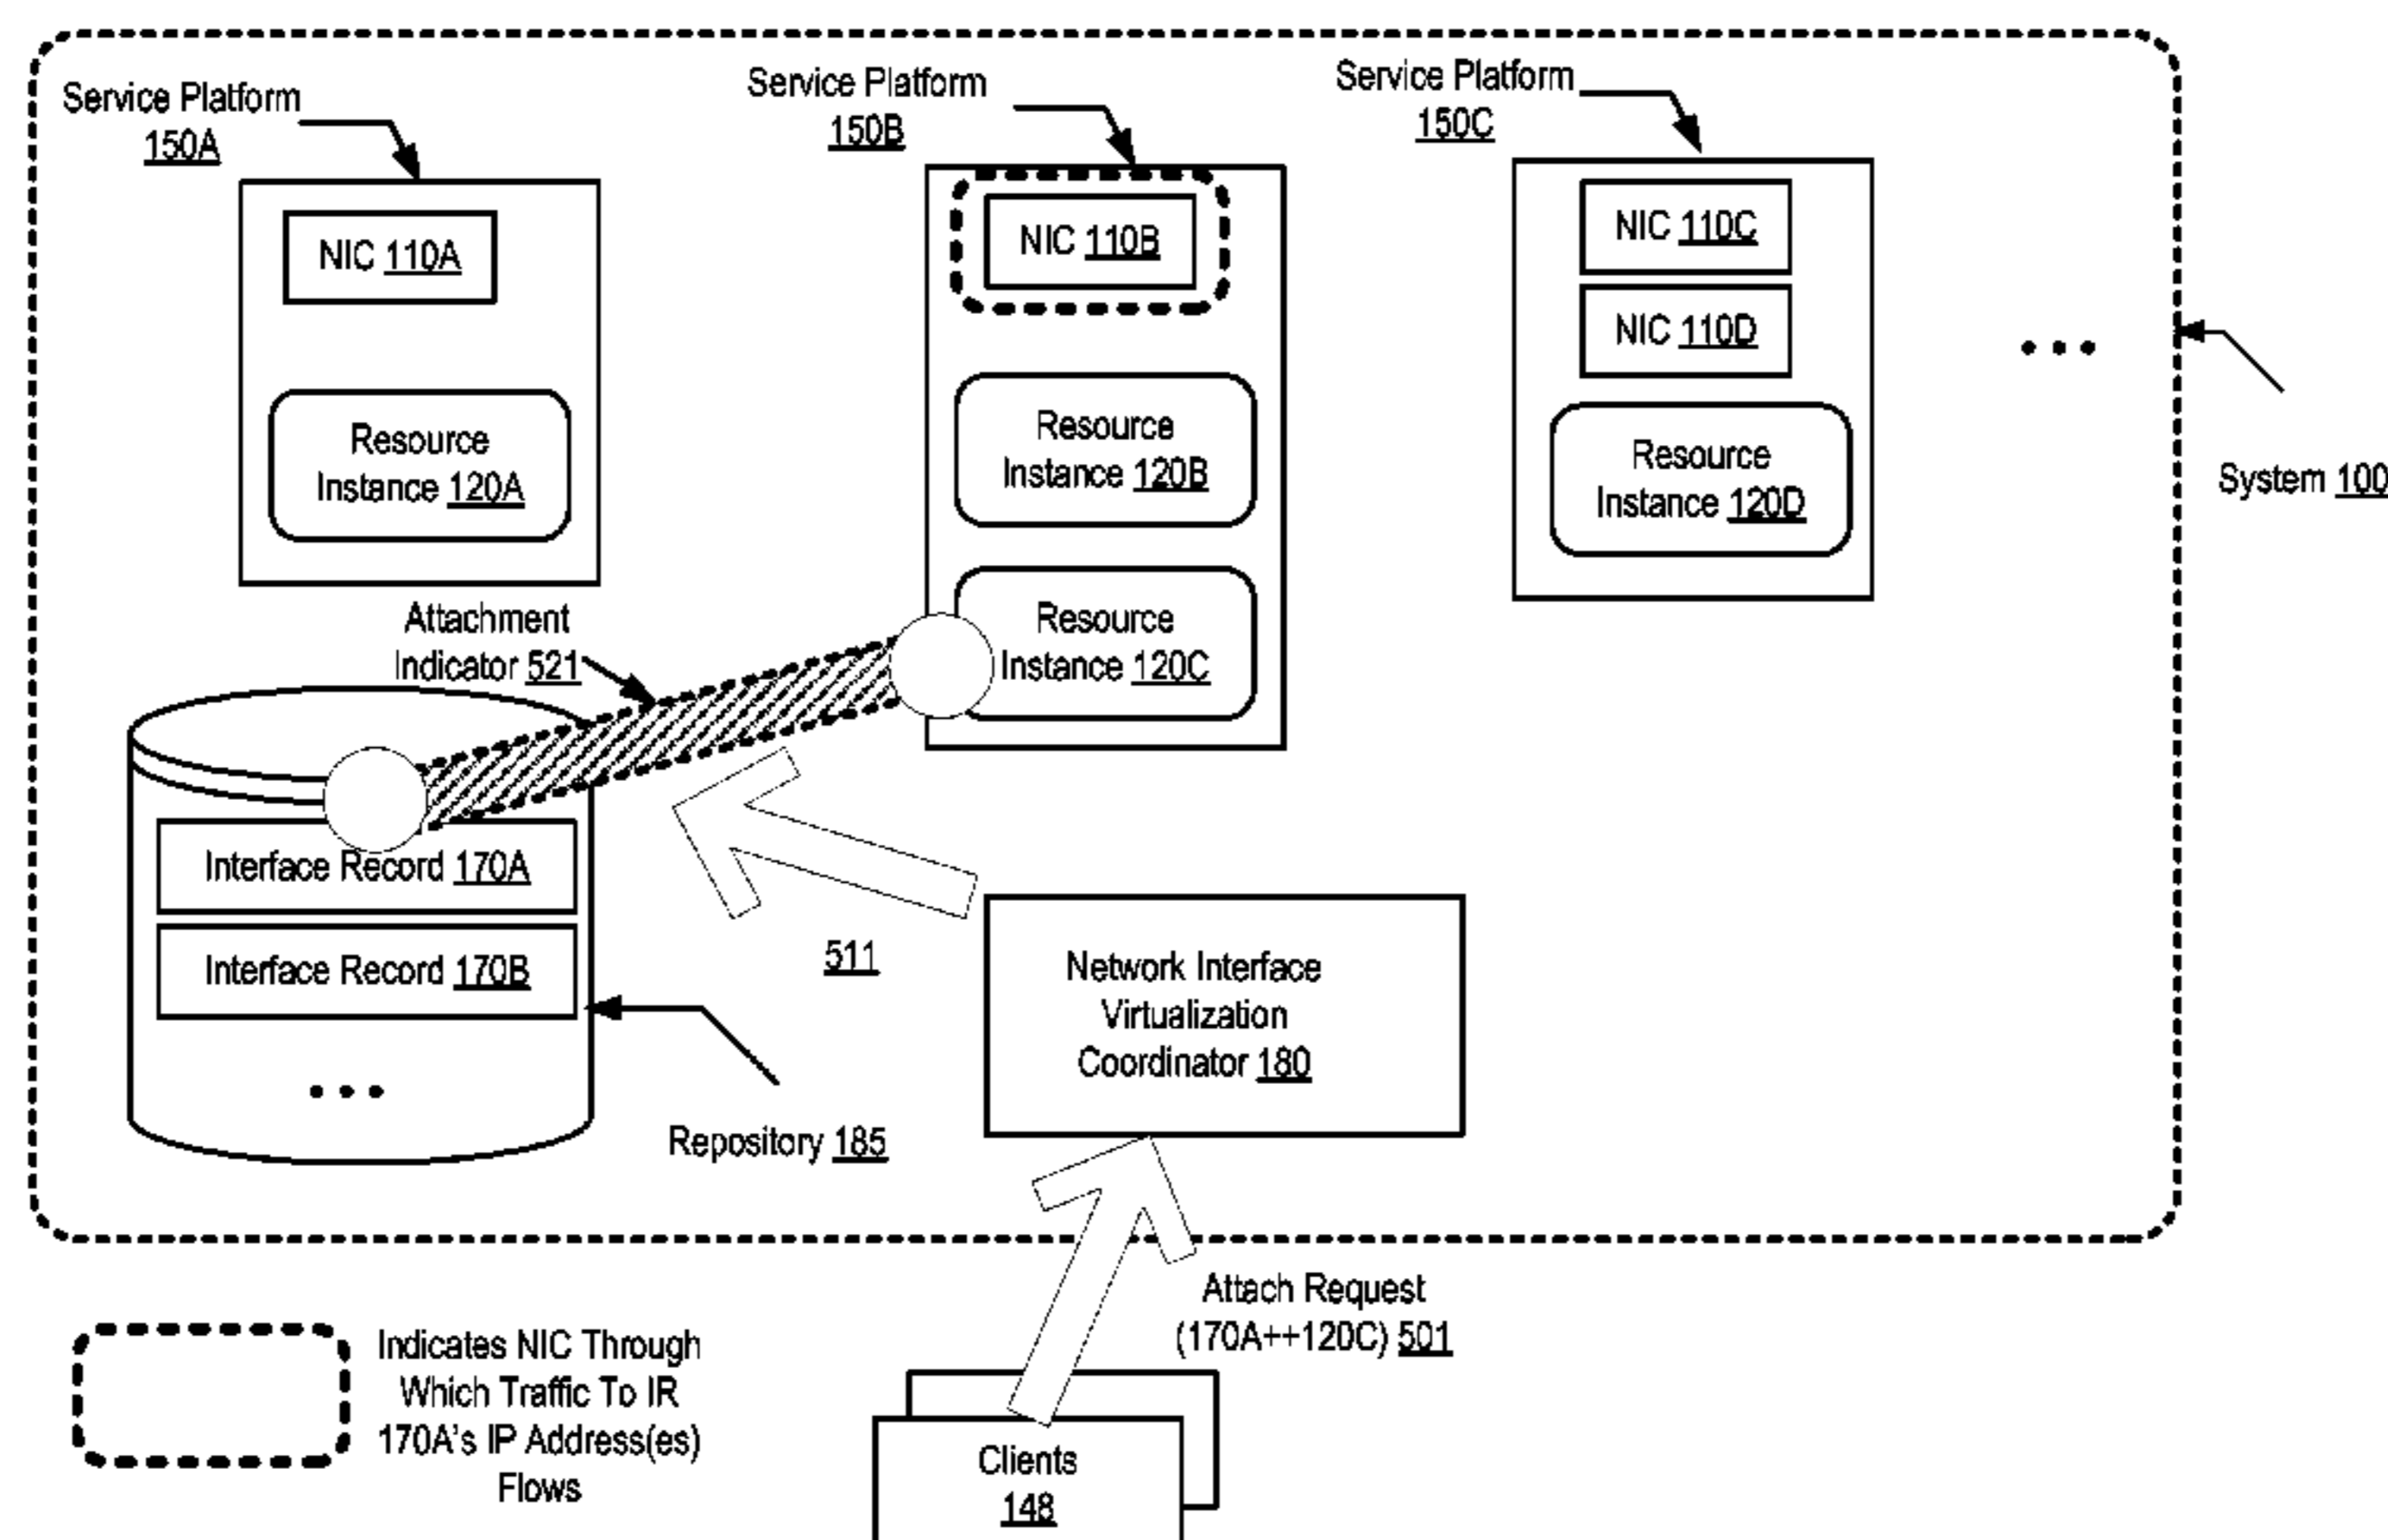 Service Platform
150A
Service Platform
150B
Service Platform
150C
NIC 110A
NIC 110B
NIC 110C
NIC 110D
• • •
Resource
Instance 120A
Resource
Instance 120B
Resource
Instance 120D
System 100
Attachment
Indicator 521
Resource
Instance 120C
Interface Record 170A
Interface Record 170B
• • •
511
Network Interface
Virtualization
Coordinator 180
Repository 185
Attach Request
(170A++120C) 501
Indicates NIC Through
Which Traffic To IR
170A's IP Address(es)
Flows
Clients
148